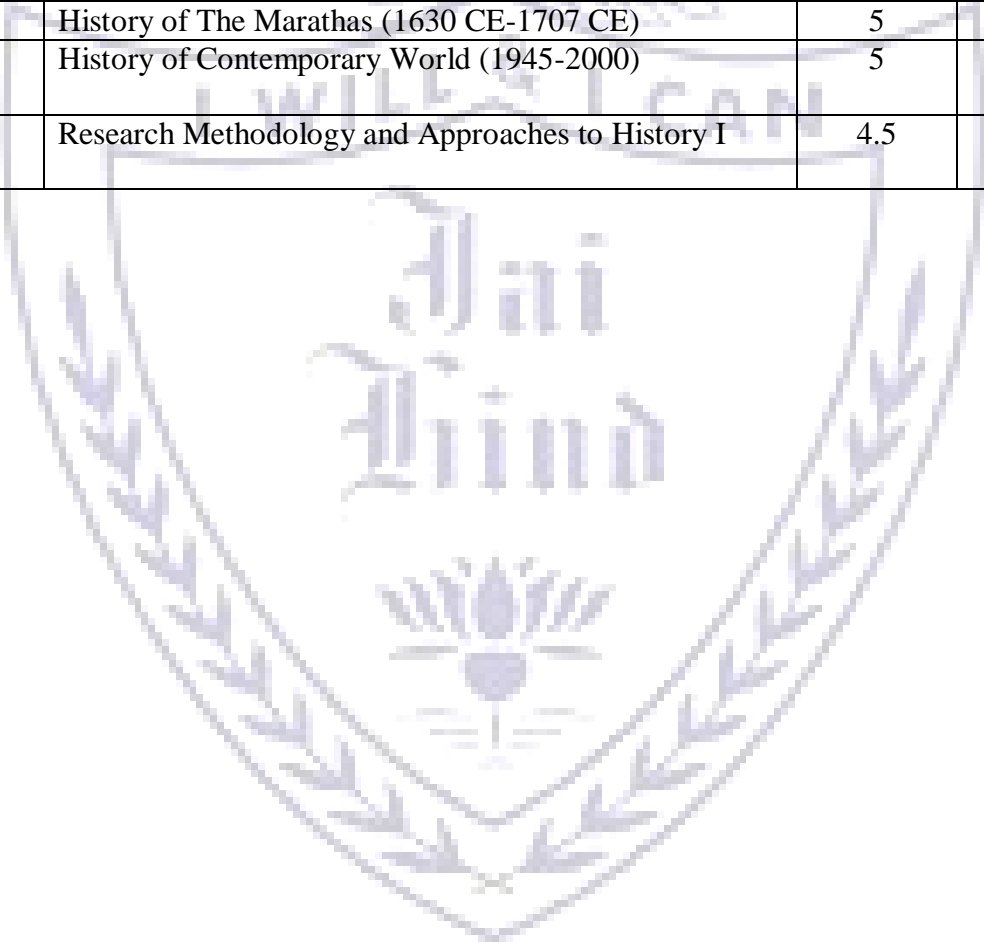 History of The Marathas (1630 CE-1707 CE) 5
History of Contemporary World (1945-2000) 5
I WILL & I CAN
Research Methodology and Approaches to History I 4.5
Jai
Hind